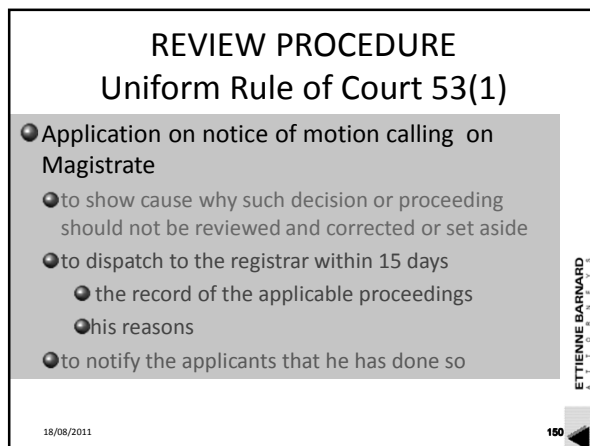 REVIEW PROCEDURE
Uniform Rule of Court 53(1)
Application on notice of motion calling on
Magistrate
to show cause why such decision or proceeding
should not be reviewed and corrected or set aside
to dispatch to the registrar within 15 days
the record of the applicable proceedings
his reasons
to notify the applicants that he has done so
ETTIENNE BARNARD
ATTORNEYS
18/08/2011
150